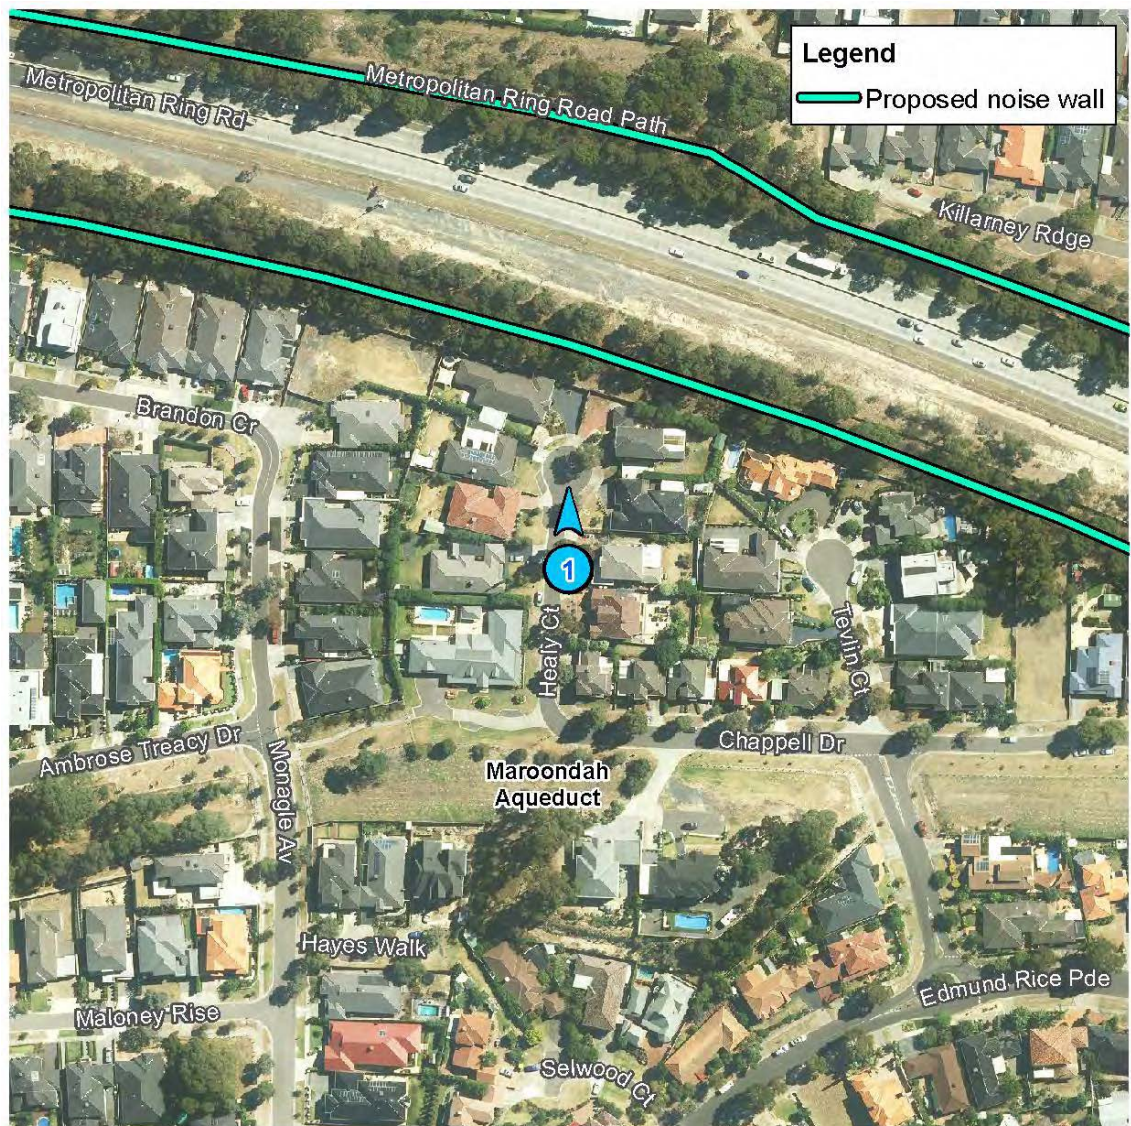 Legend
Proposed noise wall
Metropolitan Ring Road Path
Metropolitan Ring Rd
Killarney Rdge
Brandon Cr
1
Healy Ct
Tevlin Ct
Ambrose Treacy Dr
Monagle Av
Chappell Dr
Maroondah
Aqueduct
Hayes Walk
Edmund Rice Pde
Maloney Rise
Selwood Ct